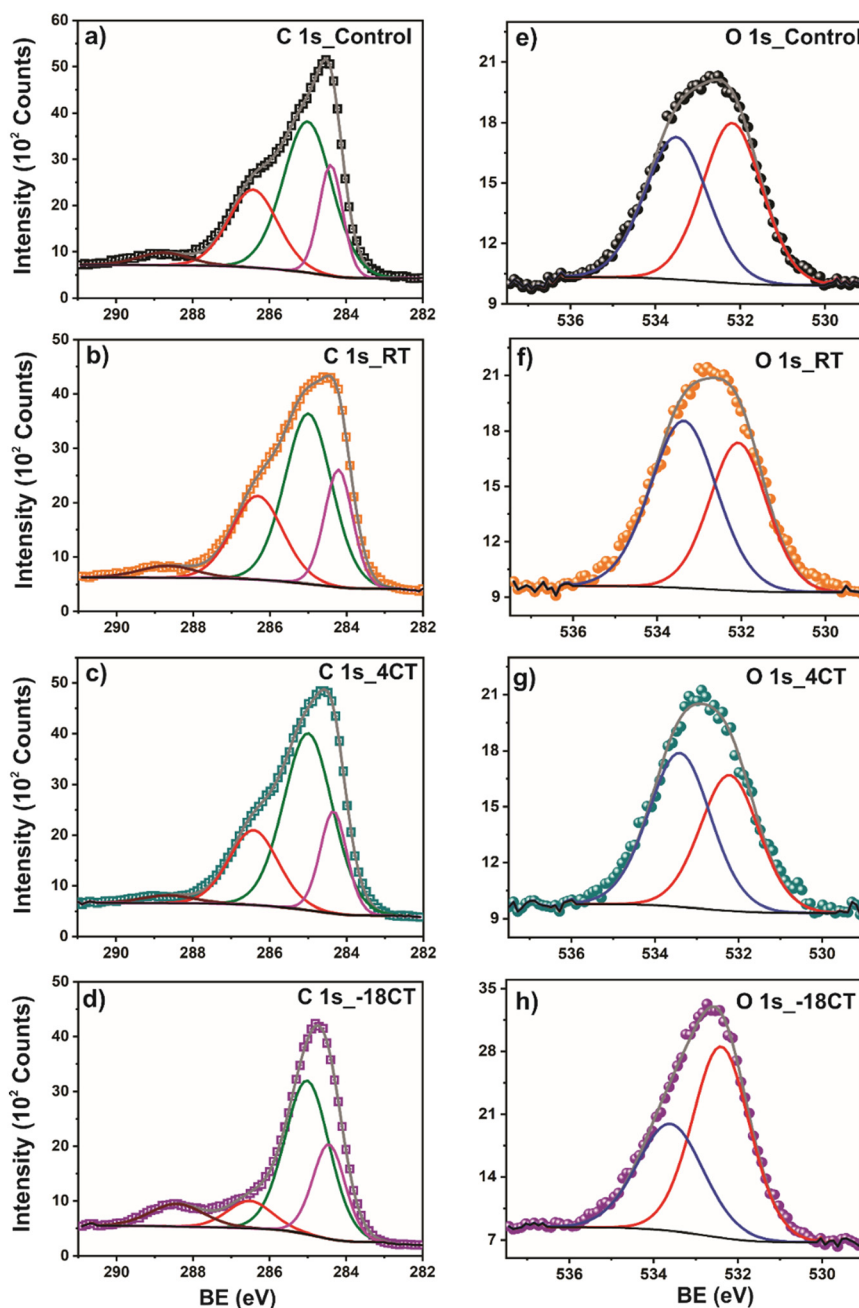 a) C 1s_Control
60
50
40
30
20
10
0
290 288 286 284 282
Intensity (10² Counts)
e) O 1s_Control
21
18
15
12
9
536 534 532 530
b) C 1s_RT
50
40
30
20
10
0
290 288 286 284 282
Intensity (10² Counts)
f) O 1s_RT
21
18
15
12
9
536 534 532 530
c) C 1s_4CT
50
40
30
20
10
0
290 288 286 284 282
Intensity (10² Counts)
g) O 1s_4CT
21
18
15
12
9
536 534 532 530
d) C 1s_-18CT
50
40
30
20
10
0
290 288 286 284 282
Intensity (10² Counts)
BE (eV)
h) O 1s_-18CT
35
28
21
14
7
536 534 532 530
BE (eV)